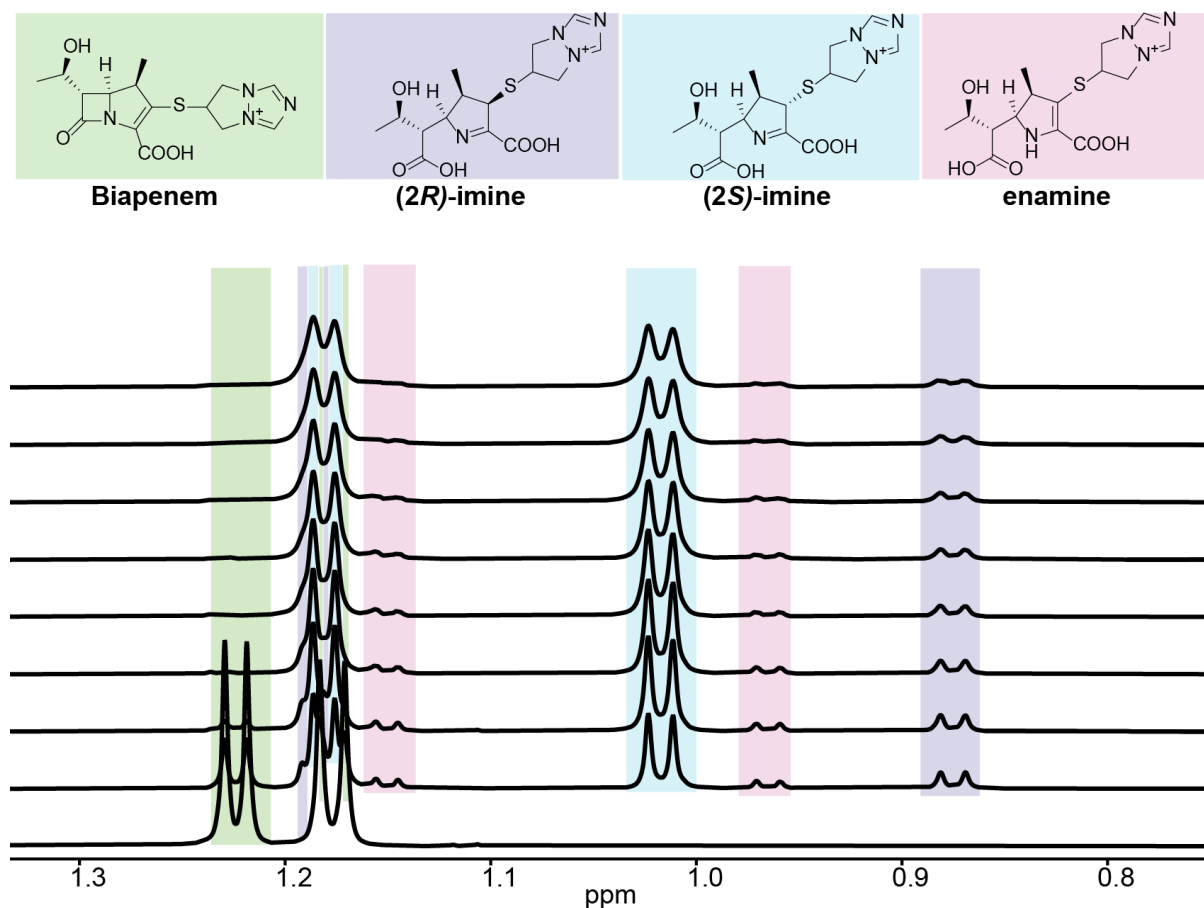 OH
H
O
N
S
N
N+
N
COOH
Biapenem
OH
H
S
N
N+
N
N
COOH
O
OH
(2R)-imine
OH
H
S
N
N+
N
N
COOH
O
OH
(2S)-imine
OH
H
S
N
N+
N
N
H
COOH
HO
O
enamine
1.3 1.2 1.1 1.0 0.9 0.8
ppm